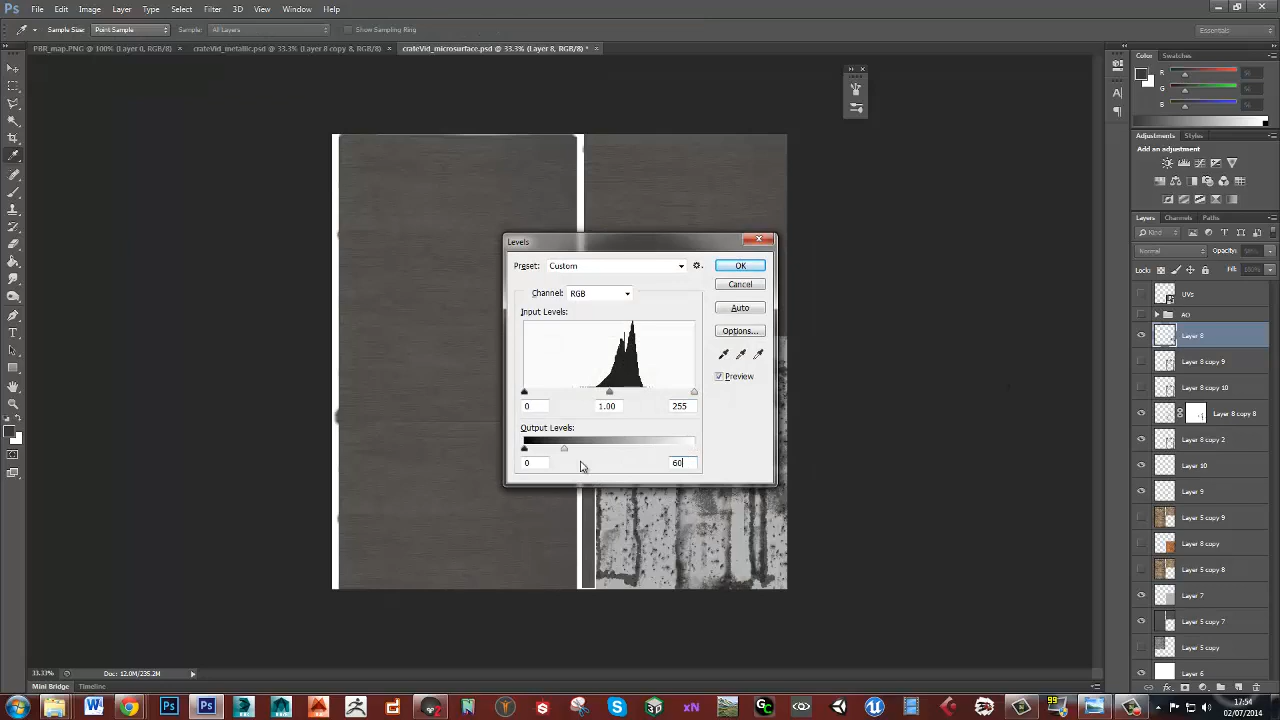 Ps File Edit Image Layer Type Select Filter 3D View Window Help
Sample Size: Point Sample Sample: All Layers Show Sampling Ring Essentials
PBR_map.PNG @ 100% (Layer 0, RGB/8) × crateVid_metallic.psd @ 33.3% (Layer 8 copy 8, RGB/8) × crateVid_microsurface.psd @ 33.3% (Layer 8, RGB/8) * ×
Color Swatches
R
G
B
Adjustments Styles
Add an adjustment
Layers Channels Paths
Kind
Normal Opacity:
Lock: Fill:
UVs
AO
Layer 8
Layer 8 copy 9
Layer 8 copy 10
Layer 8 copy 8
Layer 8 copy 2
Layer 10
Layer 9
Layer 5 copy 9
Layer 8 copy
Layer 5 copy 8
Layer 7
Layer 5 copy 7
Layer 5 copy
Layer 6
Levels
Preset: Custom OK
Cancel
Channel: RGB
Auto
Input Levels:
Options...
Preview
0 1.00 255
Output Levels:
0 60
33.33% Doc: 12.0M/235.2M
Mini Bridge Timeline
17:54
02/07/2014